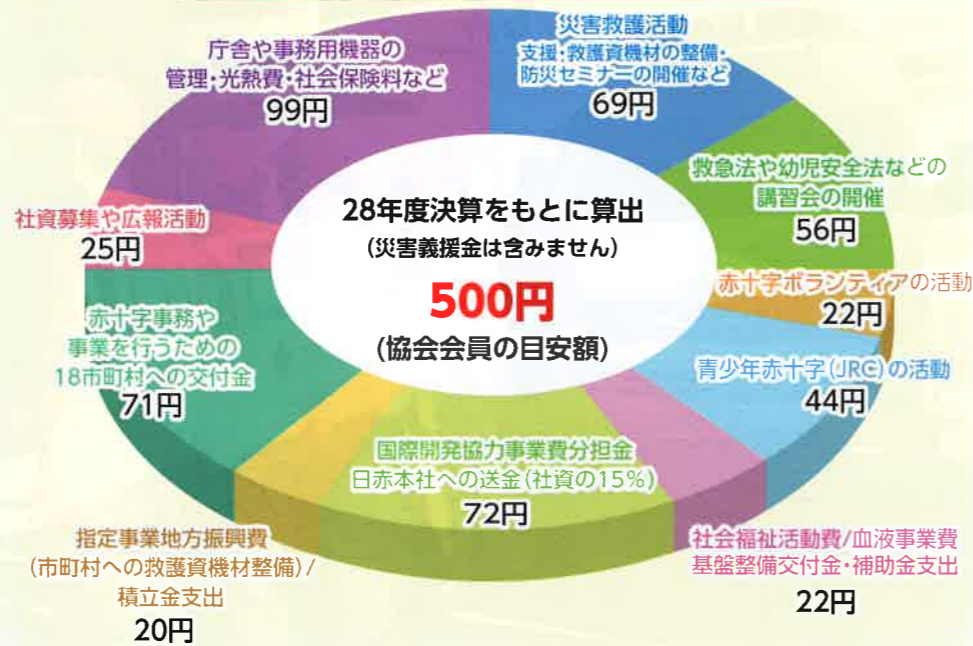 災害救護活動
支援・救護資機材の整備・
防災セミナーの開催など
69円
救急法や幼児安全法などの
講習会の開催
56円
赤十字ボランティアの活動
22円
青少年赤十字(JRC)の活動
44円
社会福祉活動費/血液事業費
基盤整備交付金・補助金支出
22円
国際開発協力事業費分担金
日赤本社への送金(社資の15%)
72円
指定事業地方振興費
(市町村への救護資機材整備)/
積立金支出
20円
赤十字事務や
事業を行うための
18市町村への交付金
71円
社資募集や広報活動
25円
庁舎や事務用機器の
管理・光熱費・社会保険料など
99円
28年度決算をもとに算出
(災害義援金は含みません)
500円
(協会会員の目安額)